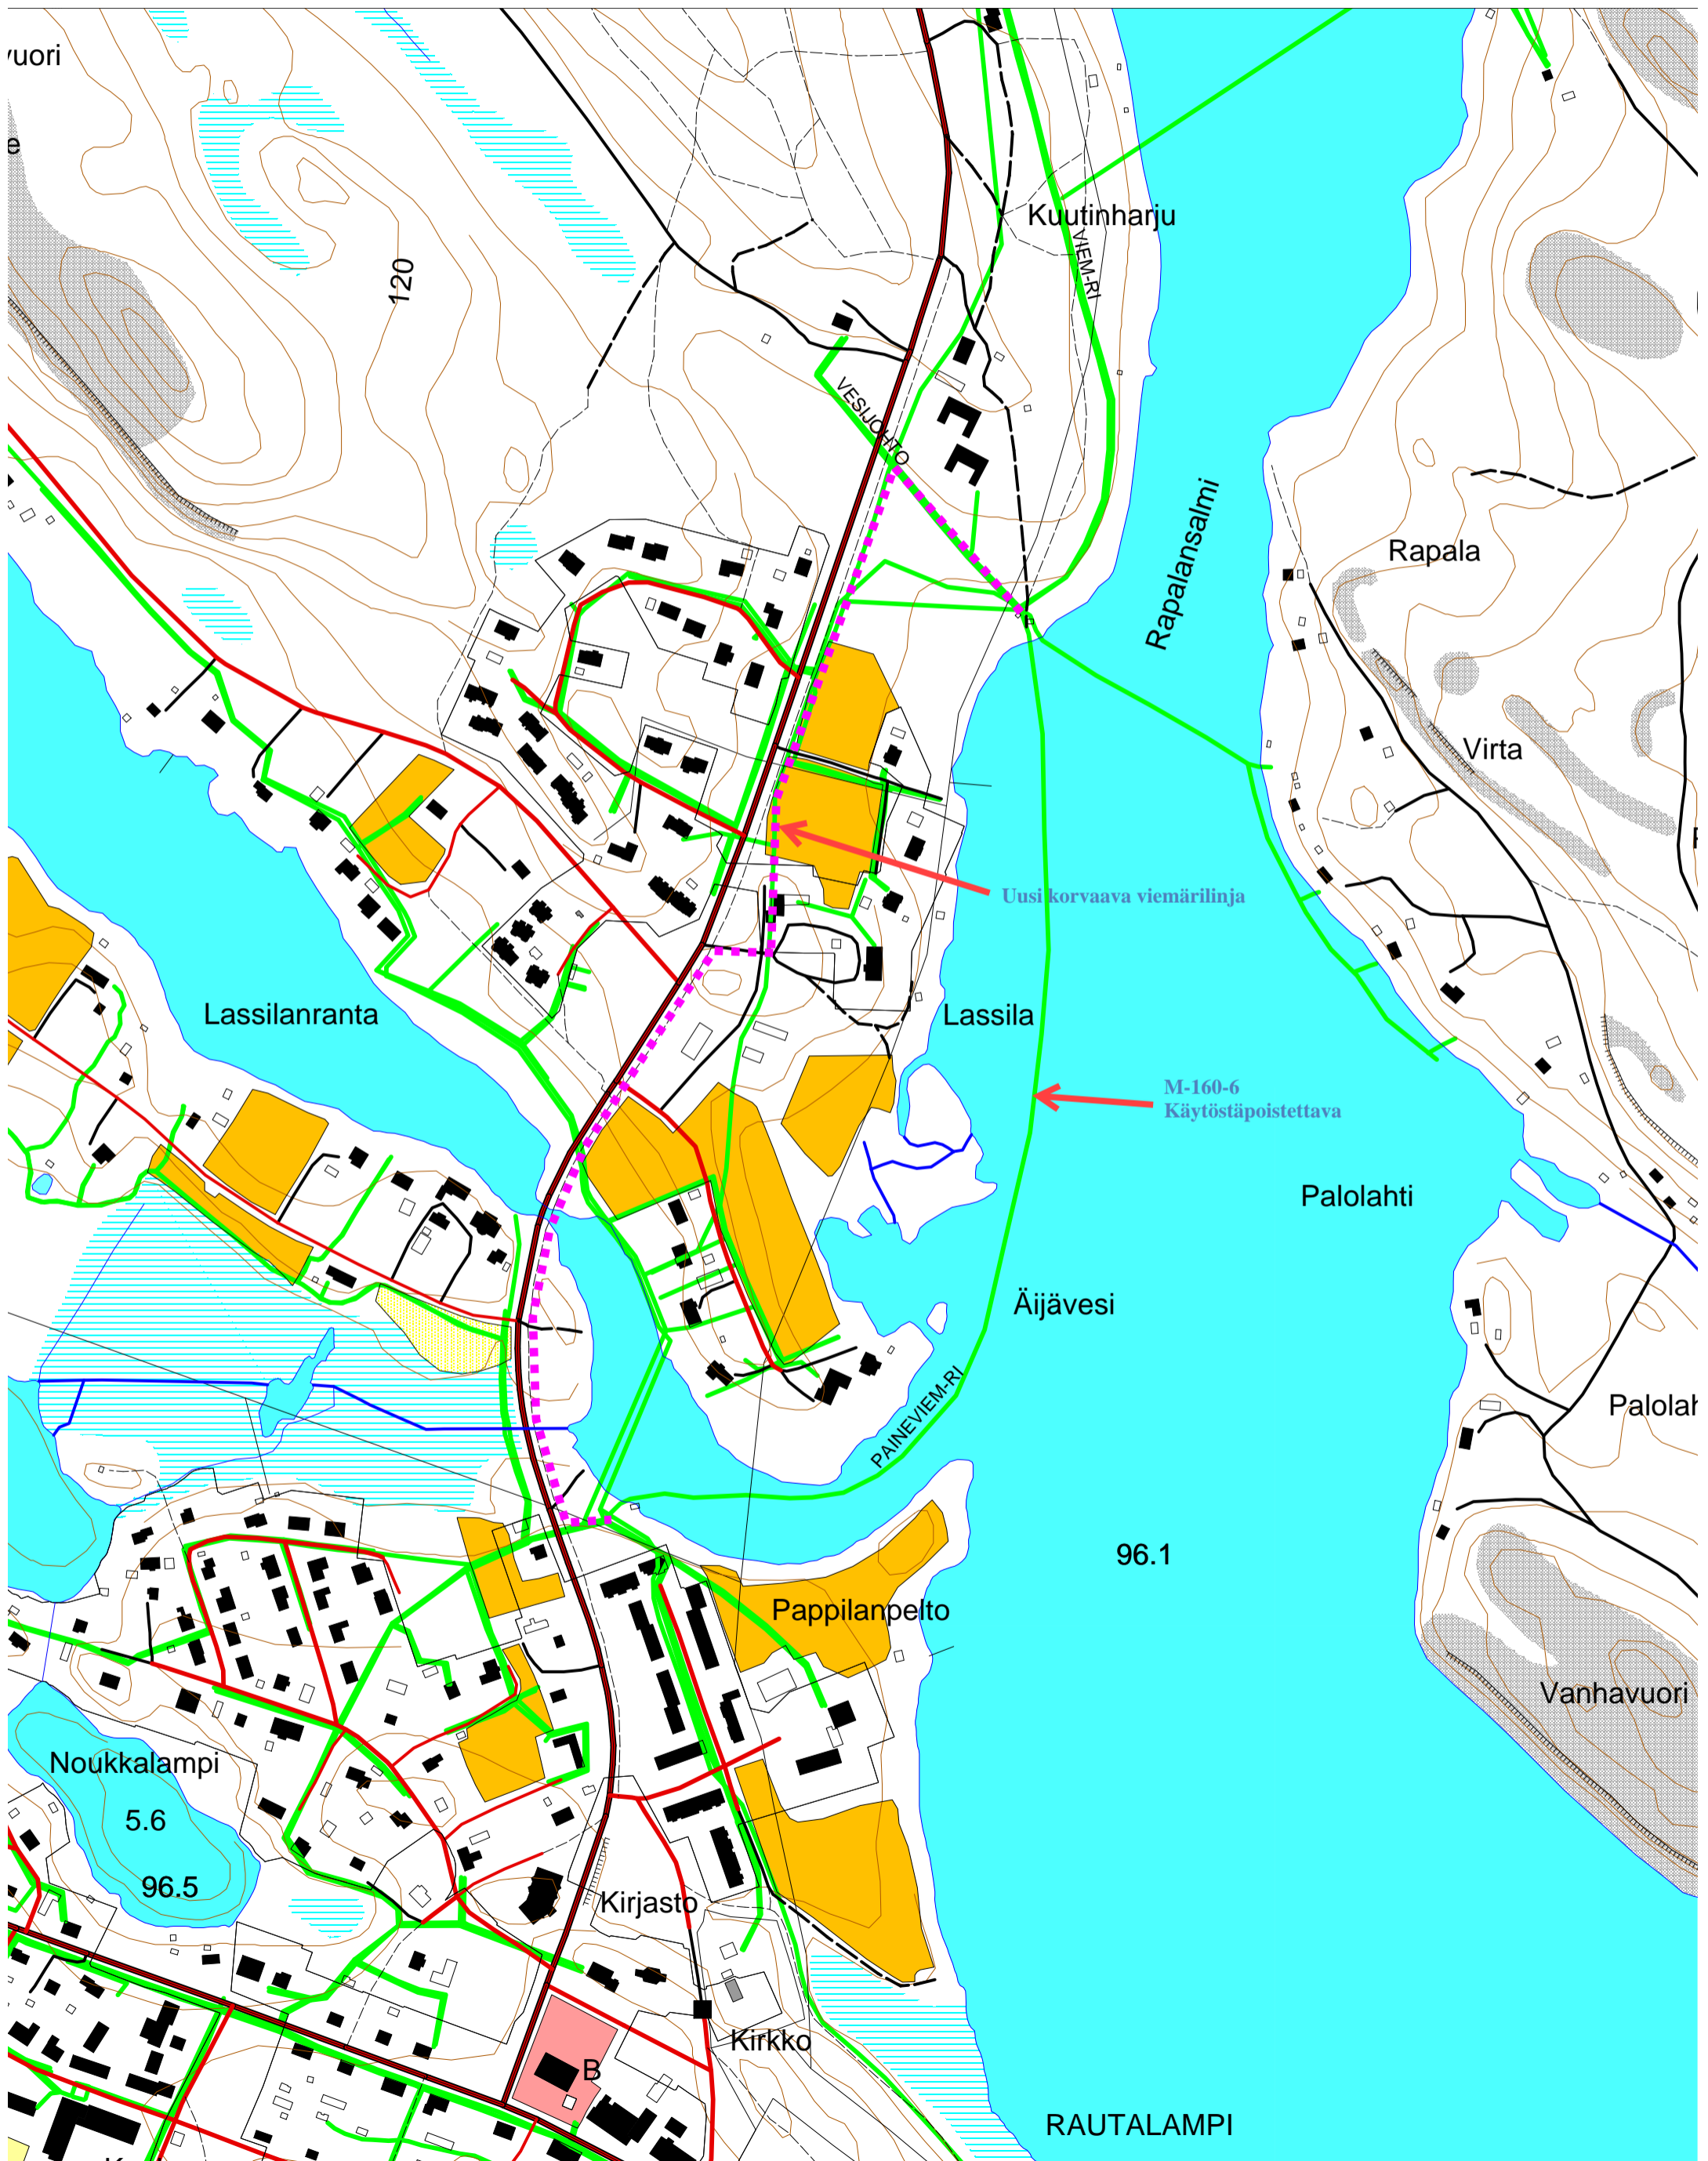 vuori
e
Kuutinharju
VIEM-RI
120
VESIJOHTO
Rapalansalmi
Rapala
Virta
Uusi korvaava viemärilinja
Lassilanranta
Lassila
M-160-6
Käytöstäpoistettava
Palolahti
Äijävesi
PAINEVIEM-RI
Palolah
96.1
Pappilanpelto
Vanhavuori
Noukkalampi
5.6
96.5
Kirjasto
Kirkko
B
RAUTALAMPI